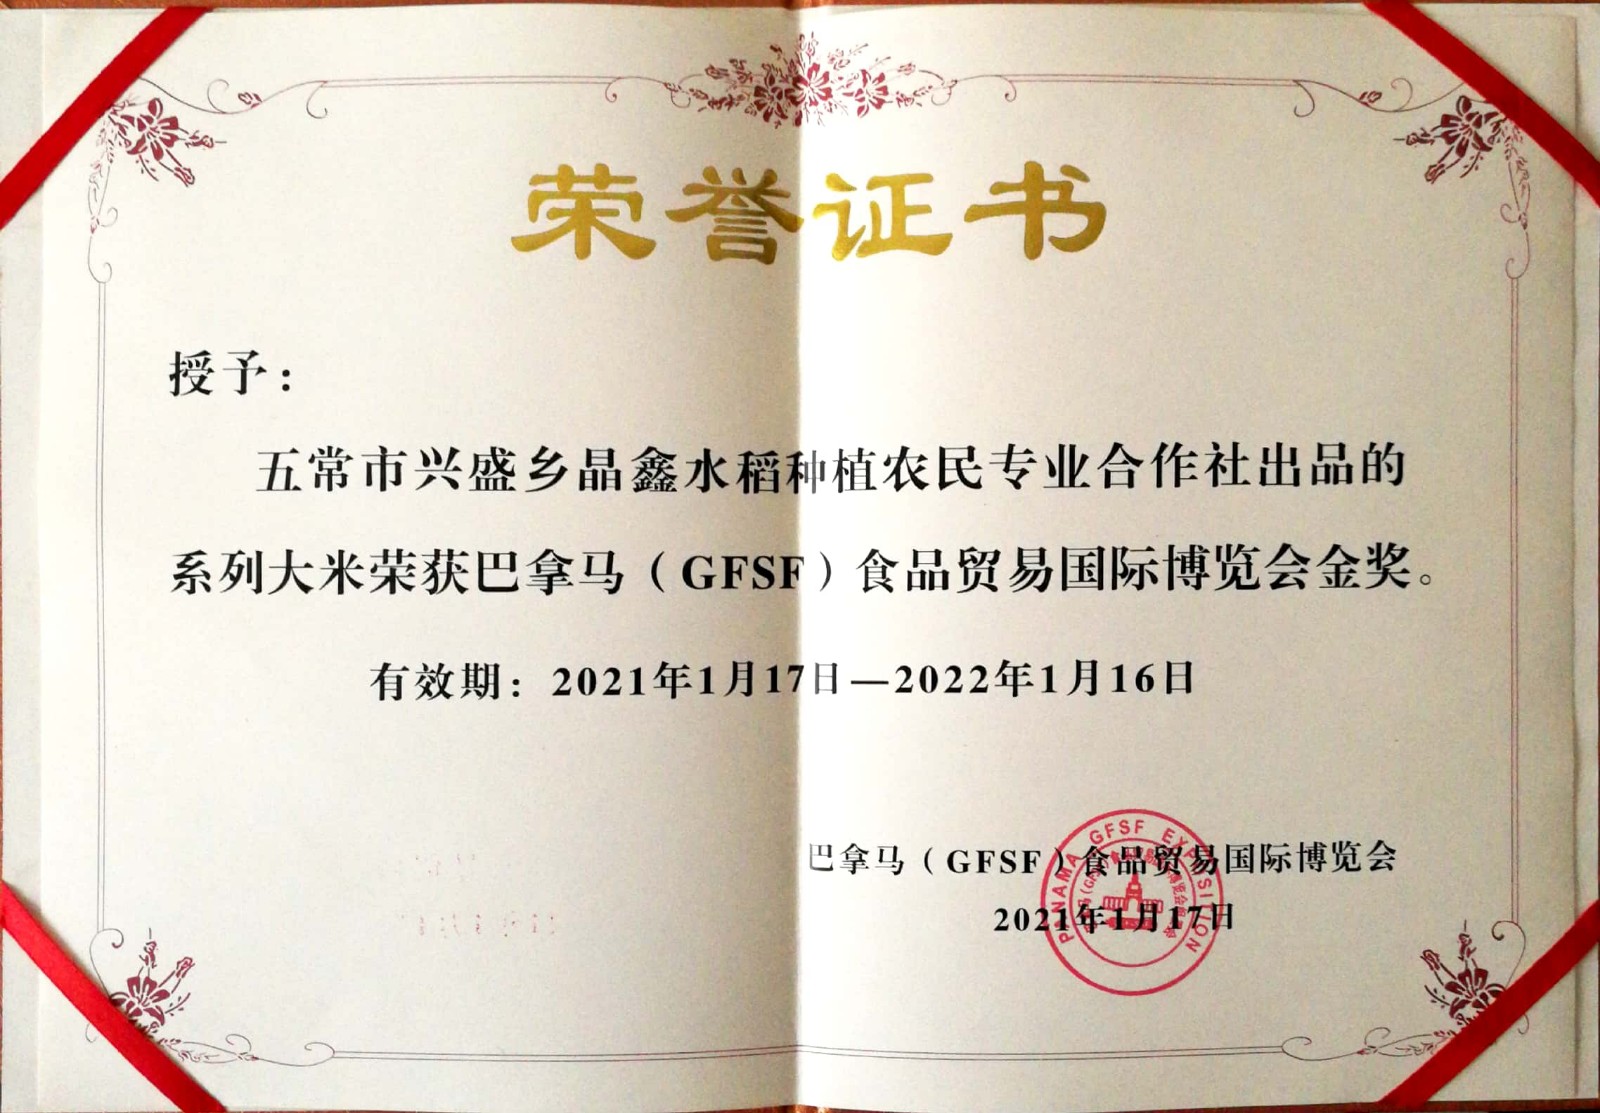 荣誉证书
授予：
五常市兴盛乡晶鑫水稻种植农民专业合作社出品的
系列大米荣获巴拿马（GFSF）食品贸易国际博览会金奖。
有效期：2021年1月17日—2022年1月16日
巴拿马（GFSF）食品贸易国际博览会
2021年1月17日
PANAMA GFSF EXPOSITION